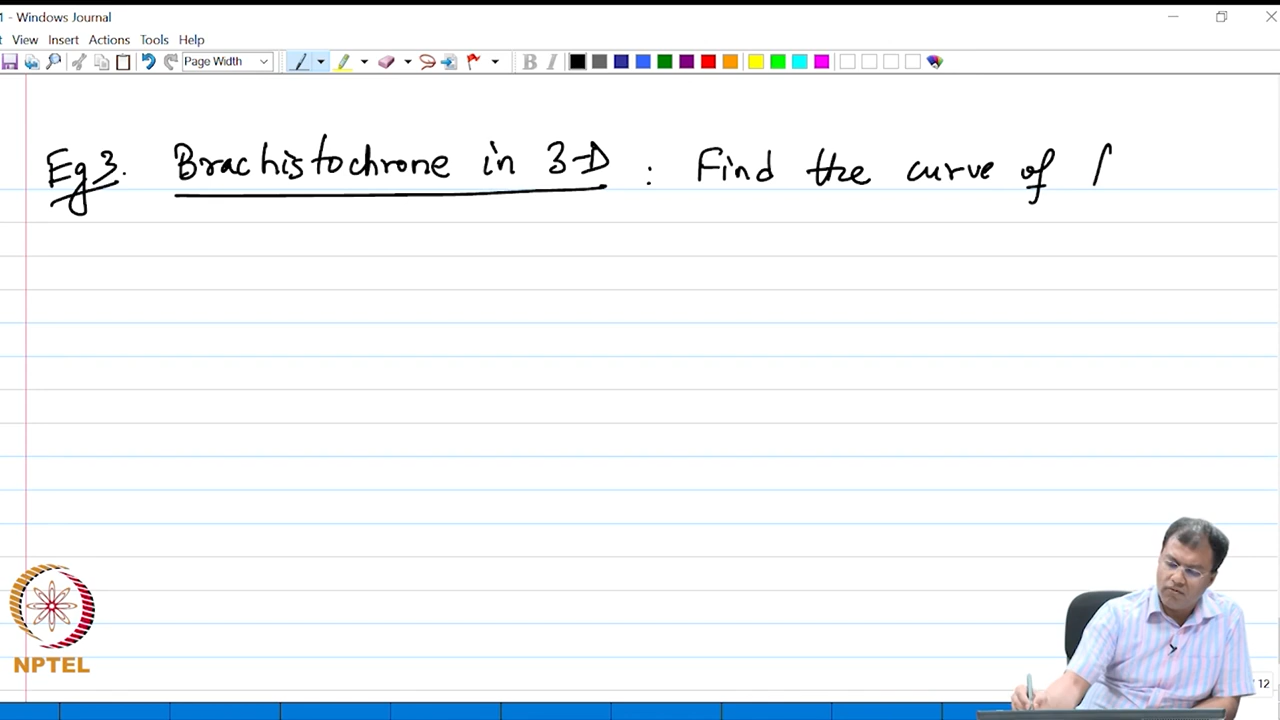 1 - Windows Journal
t View Insert Actions Tools Help
Page Width
B I
Eg 3. Brachistochrone in 3-D : Find the curve of
NPTEL
/ 12